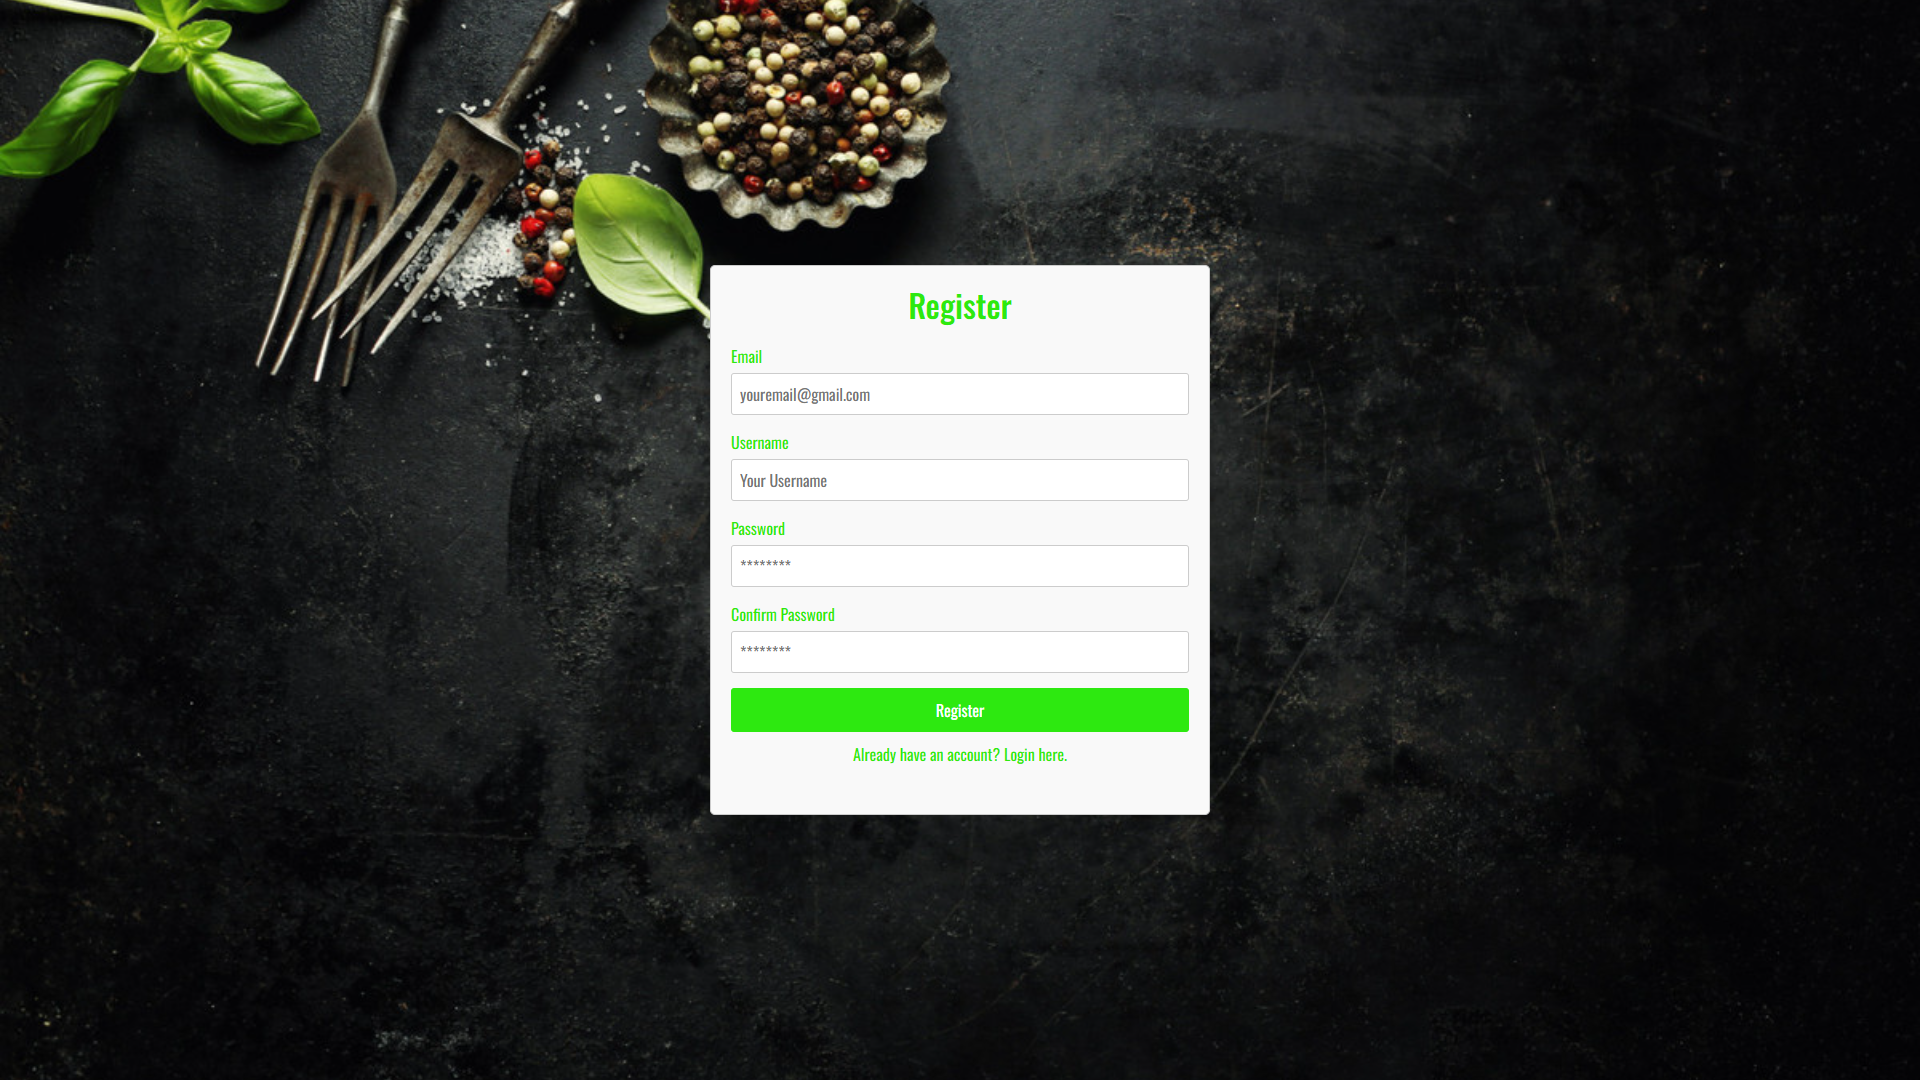 Register
Email
youremail@gmail.com
Username
Your Username
Password
********
Confirm Password
********
Register
Already have an account? Login here.